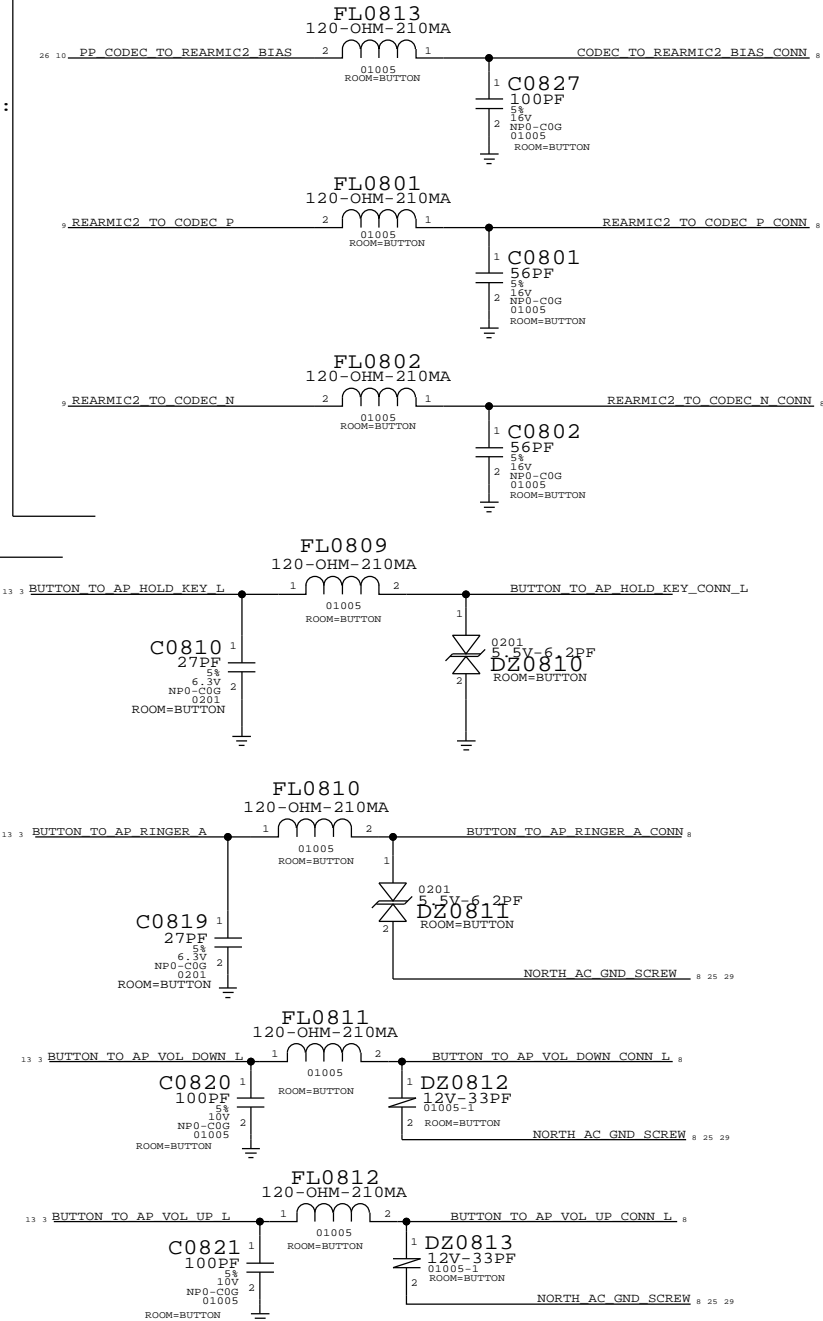 FL0813
120-OHM-210MA
26 10 PP_CODEC_TO_REARMIC2_BIAS 2 1 CODEC_TO_REARMIC2_BIAS_CONN 8
01005
ROOM=BUTTON
:
1 C0827
100PF
5%
16V
2 NP0-C0G
01005
ROOM=BUTTON
FL0801
120-OHM-210MA
9 REARMIC2_TO_CODEC_P 2 1 REARMIC2_TO_CODEC_P_CONN 8
01005
ROOM=BUTTON
1 C0801
56PF
5%
16V
2 NP0-C0G
01005
ROOM=BUTTON
FL0802
120-OHM-210MA
9 REARMIC2_TO_CODEC_N 2 1 REARMIC2_TO_CODEC_N_CONN 8
01005
ROOM=BUTTON
1 C0802
56PF
5%
16V
2 NP0-C0G
01005
ROOM=BUTTON
FL0809
120-OHM-210MA
13 3 BUTTON_TO_AP_HOLD_KEY_L 1 2 BUTTON_TO_AP_HOLD_KEY_CONN_L
01005
ROOM=BUTTON
C0810 1
27PF
5%
6.3V
NP0-C0G 2
0201
ROOM=BUTTON
1
0201
5.5V-6.2PF
DZ0810
2 ROOM=BUTTON
FL0810
120-OHM-210MA
13 3 BUTTON_TO_AP_RINGER_A 1 2 BUTTON_TO_AP_RINGER_A_CONN 8
01005
ROOM=BUTTON
1
0201
5.5V-6.2PF
DZ0811
2 ROOM=BUTTON
C0819 1
27PF
5%
6.3V
NP0-C0G 2
0201
ROOM=BUTTON
NORTH_AC_GND_SCREW 8 25 29
FL0811
120-OHM-210MA
13 3 BUTTON_TO_AP_VOL_DOWN_L 1 2 BUTTON_TO_AP_VOL_DOWN_CONN_L 8
01005
ROOM=BUTTON
C0820 1
100PF
5%
10V
NP0-C0G 2
01005
ROOM=BUTTON
1 DZ0812
12V-33PF
01005-1
2 ROOM=BUTTON
NORTH_AC_GND_SCREW 8 25 29
FL0812
120-OHM-210MA
13 3 BUTTON_TO_AP_VOL_UP_L 1 2 BUTTON_TO_AP_VOL_UP_CONN_L 8
01005
ROOM=BUTTON
C0821 1
100PF
5%
10V
NP0-C0G 2
01005
ROOM=BUTTON
1 DZ0813
12V-33PF
01005-1
ROOM=BUTTON
2
NORTH_AC_GND_SCREW 8 25 29